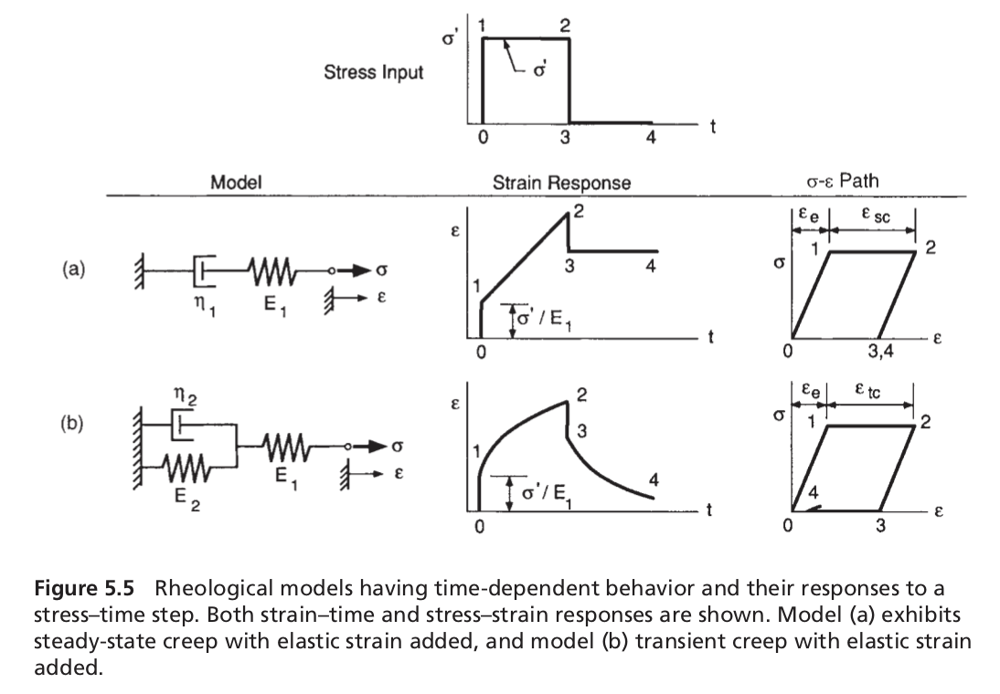 σ' 1 2
Stress Input
σ'
t
0 3 4
Model Strain Response σ-ε Path
(a)
η1 E1 σ
ε
ε 2
1 3 4
σ'/E1
0 t
εe εsc
σ 1 2
0 3,4 ε
(b)
η2
E2 E1 σ
ε
ε 2
3
1 4
σ'/E1
0 t
εe εtc
σ 1 2
4
0 3 ε
Figure 5.5 Rheological models having time-dependent behavior and their responses to a
stress–time step. Both strain–time and stress–strain responses are shown. Model (a) exhibits
steady-state creep with elastic strain added, and model (b) transient creep with elastic strain
added.